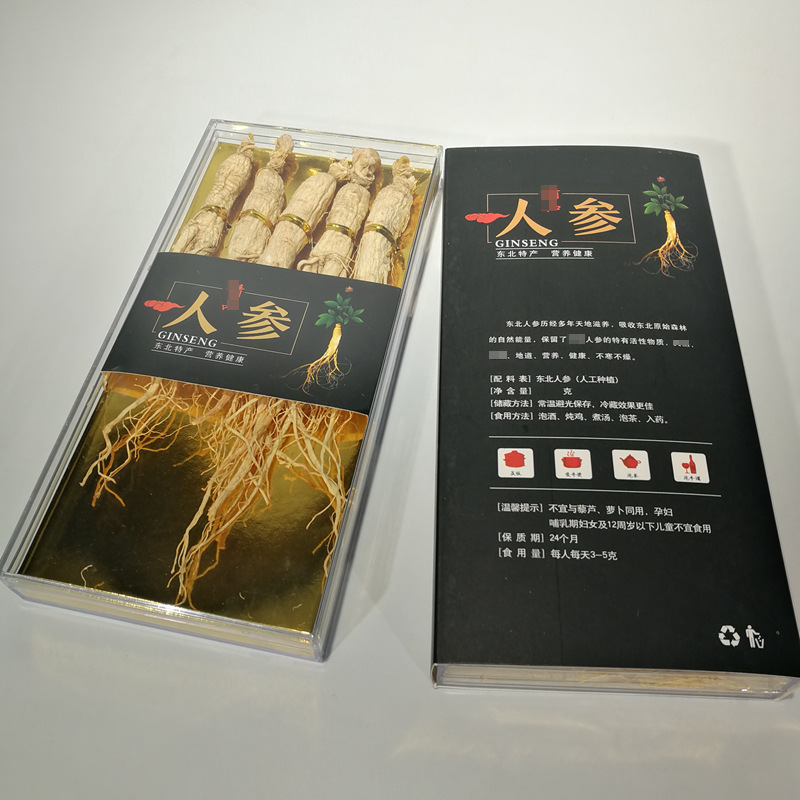 人参
GINSENG
东北特产 营养健康
人参
GINSENG
东北特产 营养健康
东北人参历经多年天地滋养，吸收东北原始森林
的自然能量，保留了 人参的特有活性物质，
、地道、营养、健康、不寒不燥。
[配 料 表] 东北人参（人工种植）
[净 含 量] 克
[储藏方法] 常温避光保存、冷藏效果更佳
[食用方法] 泡酒、炖鸡、煮汤、泡茶、入药。
[温馨提示] 不宜与藜芦、萝卜同用，孕妇
哺乳期妇女及12周岁以下儿童不宜食用
[保 质 期] 24个月
[食 用 量] 每人每天3-5克